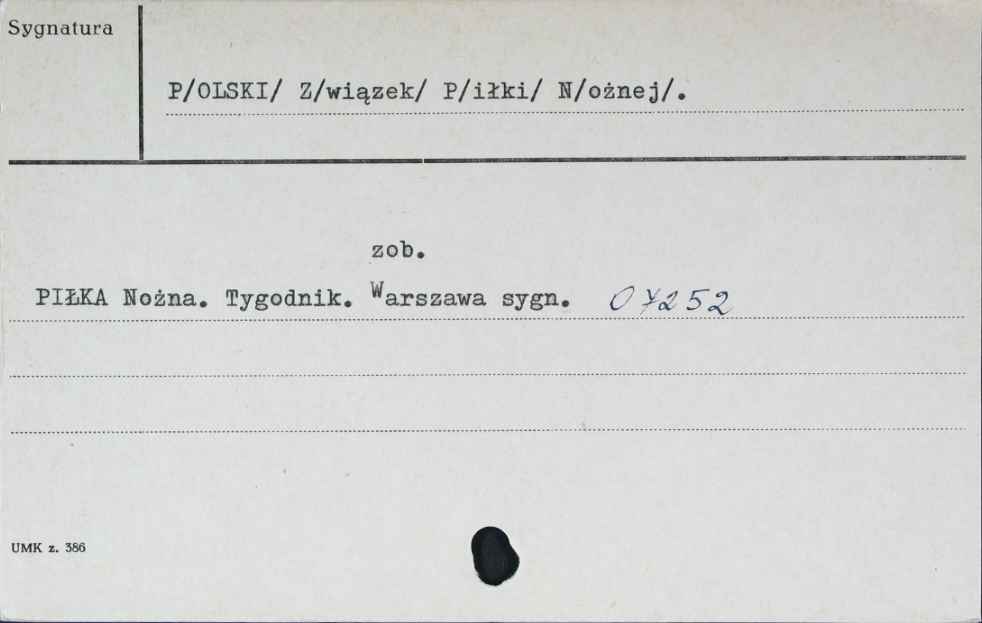 Sygnatura
P/OLSKI/ Z/wiązek/ P/iłki/ N/ożnej/.
zob.
PIŁKA Nożna. Tygodnik. Warszawa sygn. 07252
UMK z. 386